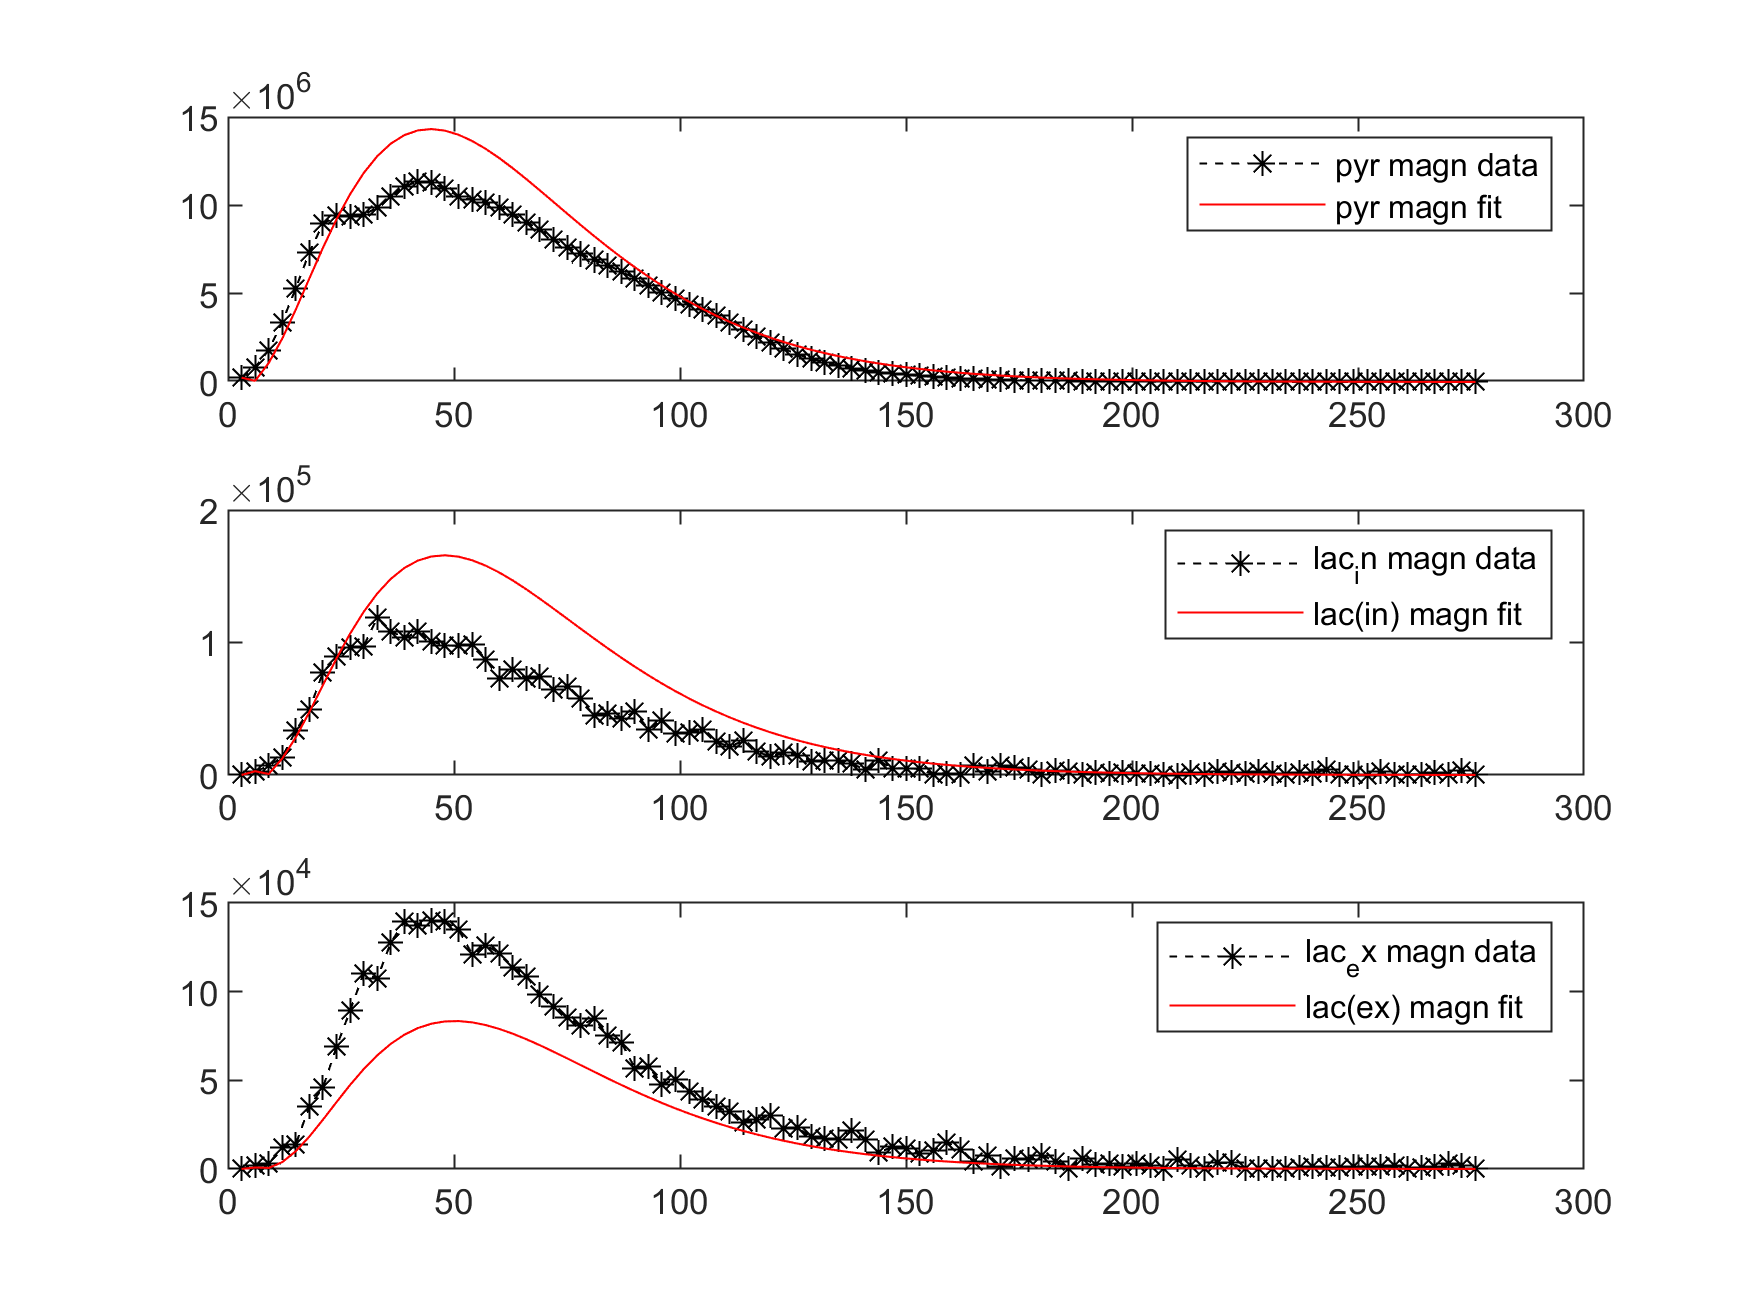 ×10^6
15
10
5
0
0 50 100 150 200 250 300
pyr magn data
pyr magn fit
×10^5
2
1
0
0 50 100 150 200 250 300
lac_in magn data
lac(in) magn fit
×10^4
15
10
5
0
0 50 100 150 200 250 300
lac_ex magn data
lac(ex) magn fit